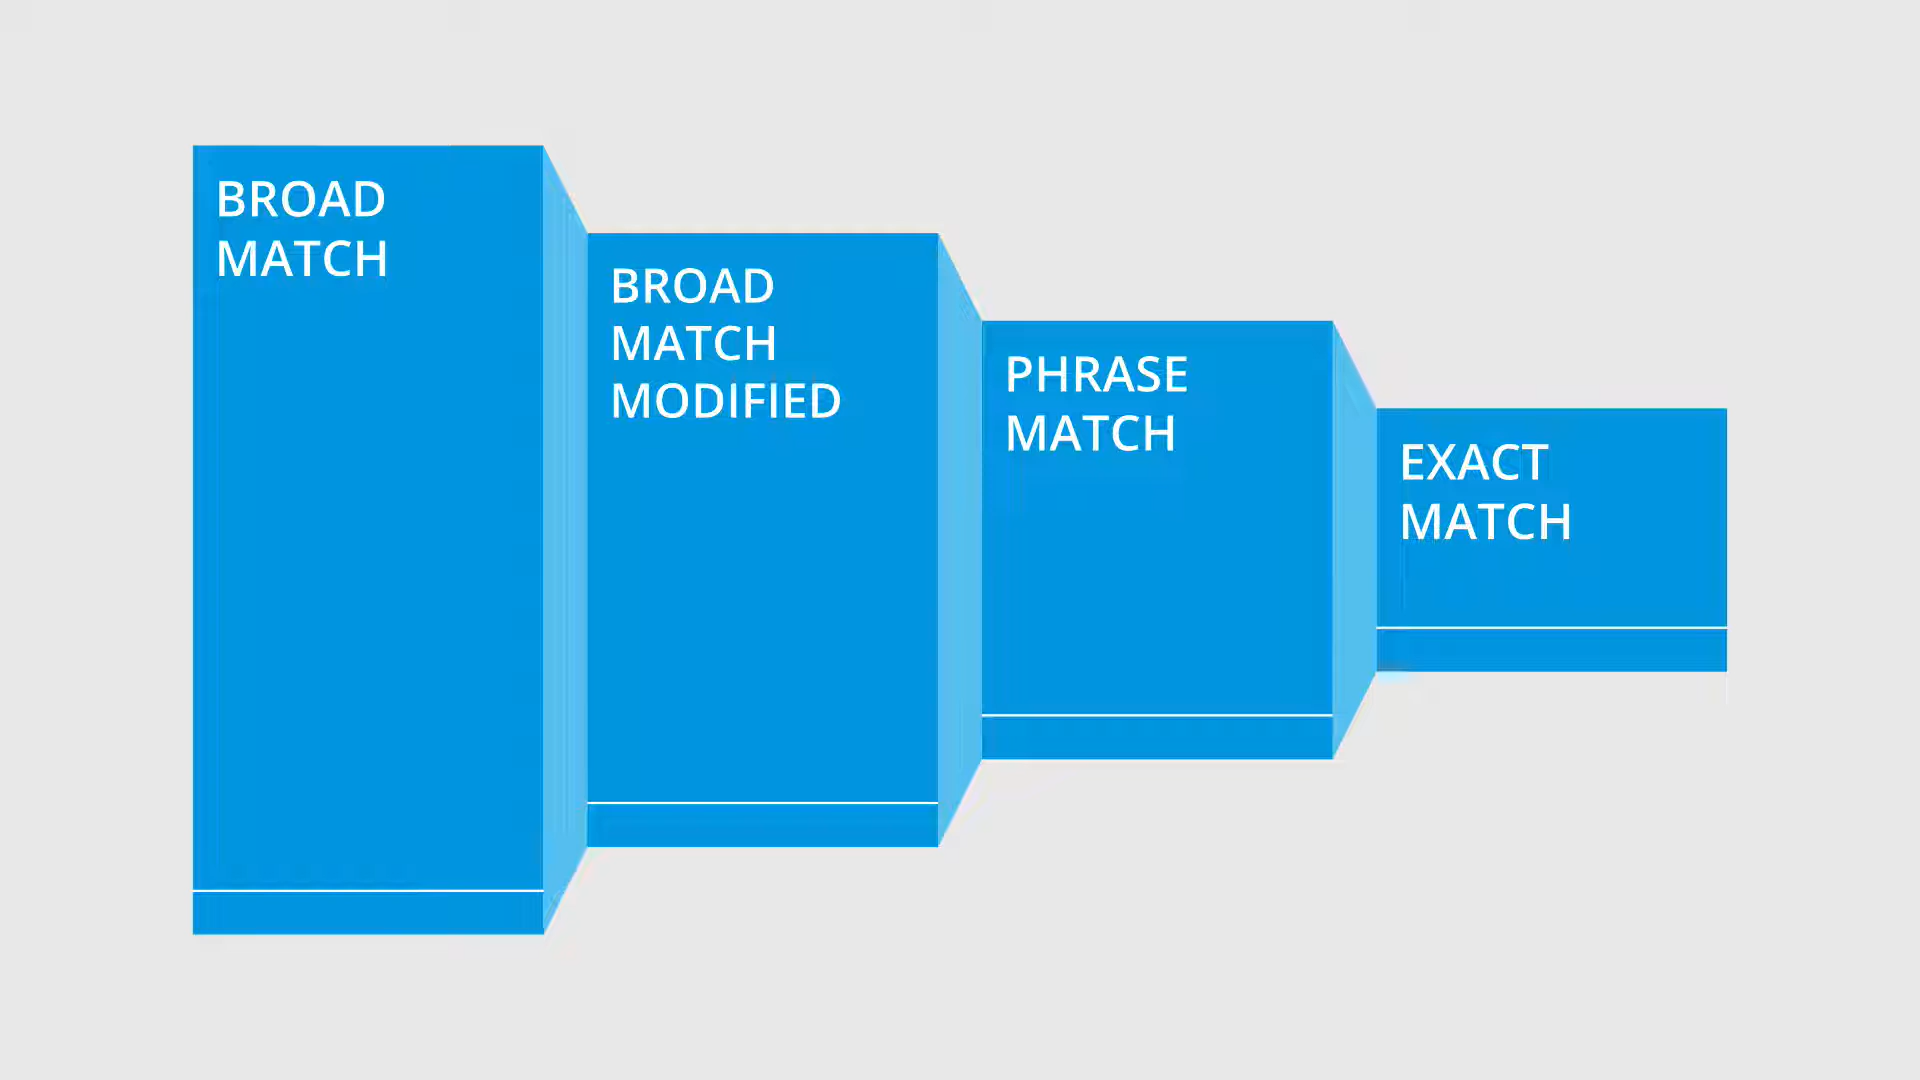 BROAD
MATCH
BROAD
MATCH
MODIFIED
PHRASE
MATCH
EXACT
MATCH